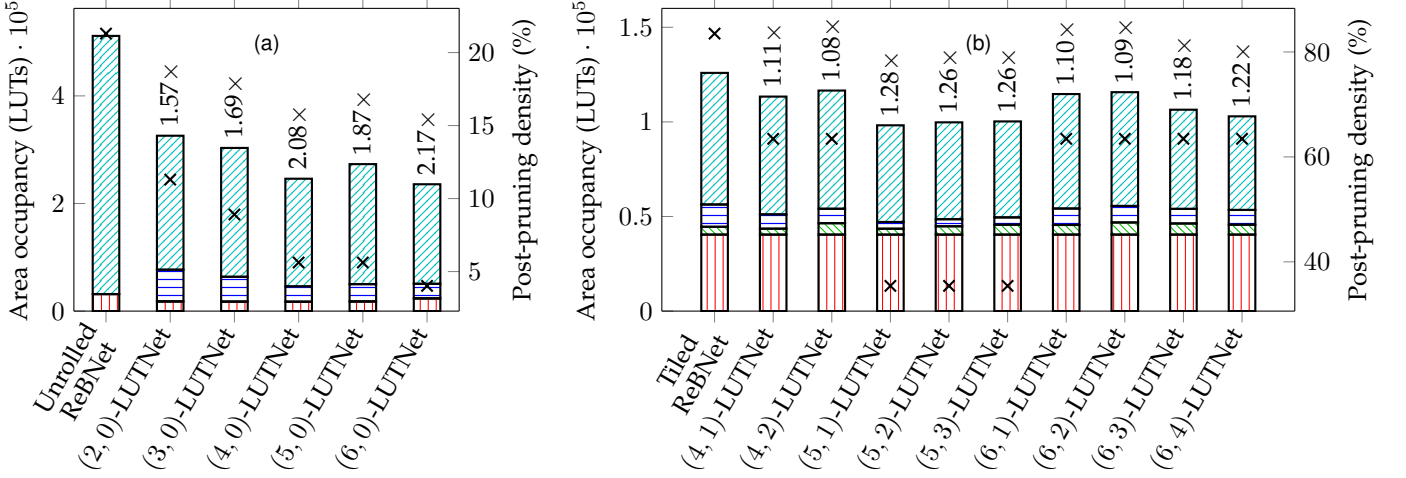 Area occupancy (LUTs) · 10⁵
0
2
4
(a)
1.57×
1.69×
2.08×
1.87×
2.17×
5
10
15
20
Post-pruning density (%)
Unrolled
ReBNet
(2, 0)-LUTNet
(3, 0)-LUTNet
(4, 0)-LUTNet
(5, 0)-LUTNet
(6, 0)-LUTNet
Area occupancy (LUTs) · 10⁵
0
0.5
1
1.5
(b)
1.11×
1.08×
1.28×
1.26×
1.26×
1.10×
1.09×
1.18×
1.22×
40
60
80
Post-pruning density (%)
Tiled
ReBNet
(4, 1)-LUTNet
(4, 2)-LUTNet
(5, 1)-LUTNet
(5, 2)-LUTNet
(5, 3)-LUTNet
(6, 1)-LUTNet
(6, 2)-LUTNet
(6, 3)-LUTNet
(6, 4)-LUTNet